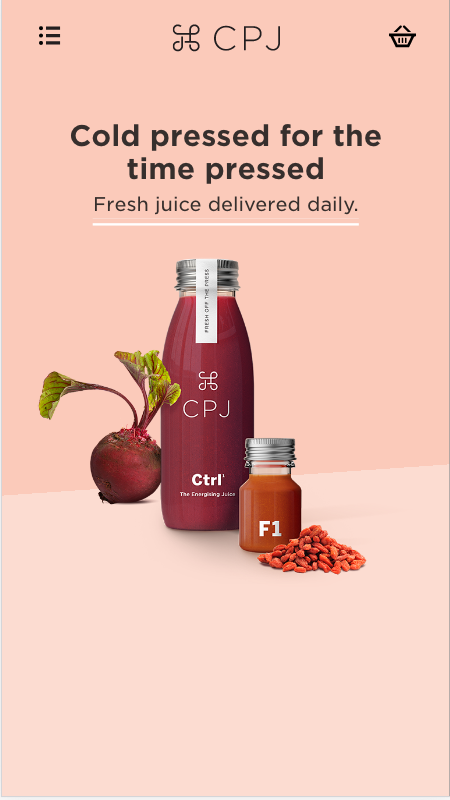 CPJ
Cold pressed for the
time pressed
Fresh juice delivered daily.
FRESH OFF THE PRESS
CPJ
Ctrl
The Energising Juice
F1